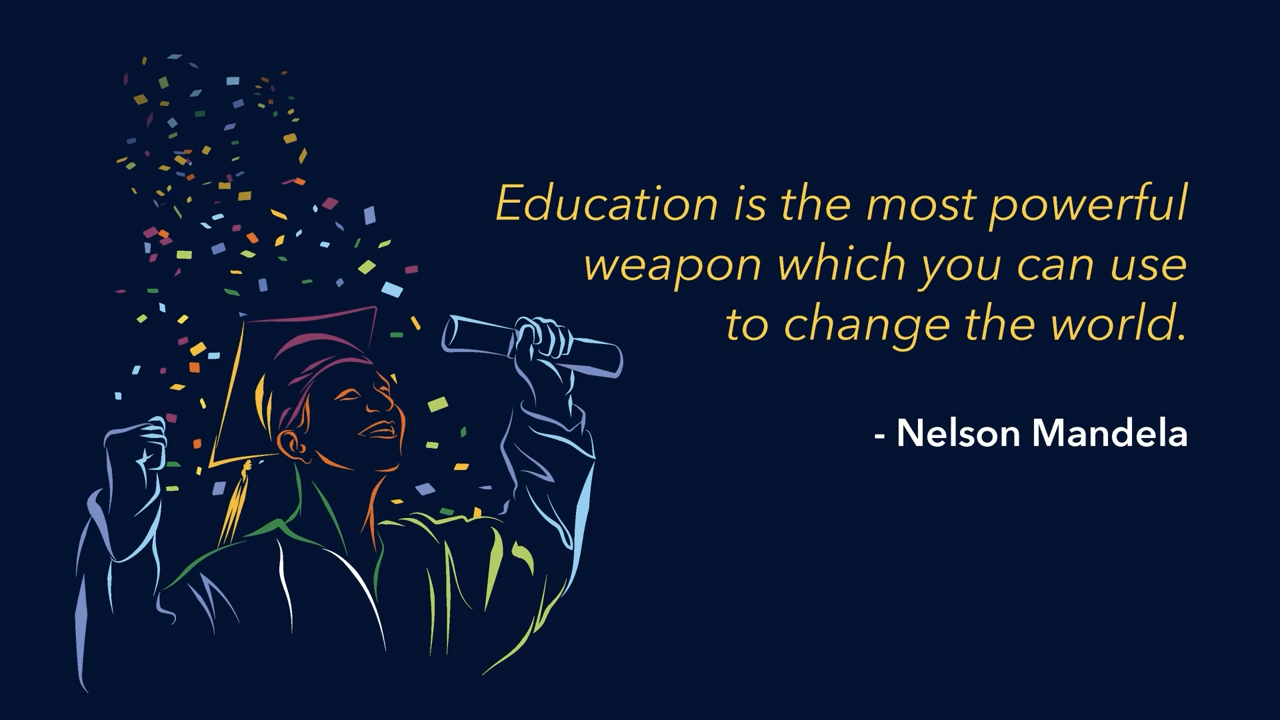 Education is the most powerful
weapon which you can use
to change the world.
- Nelson Mandela